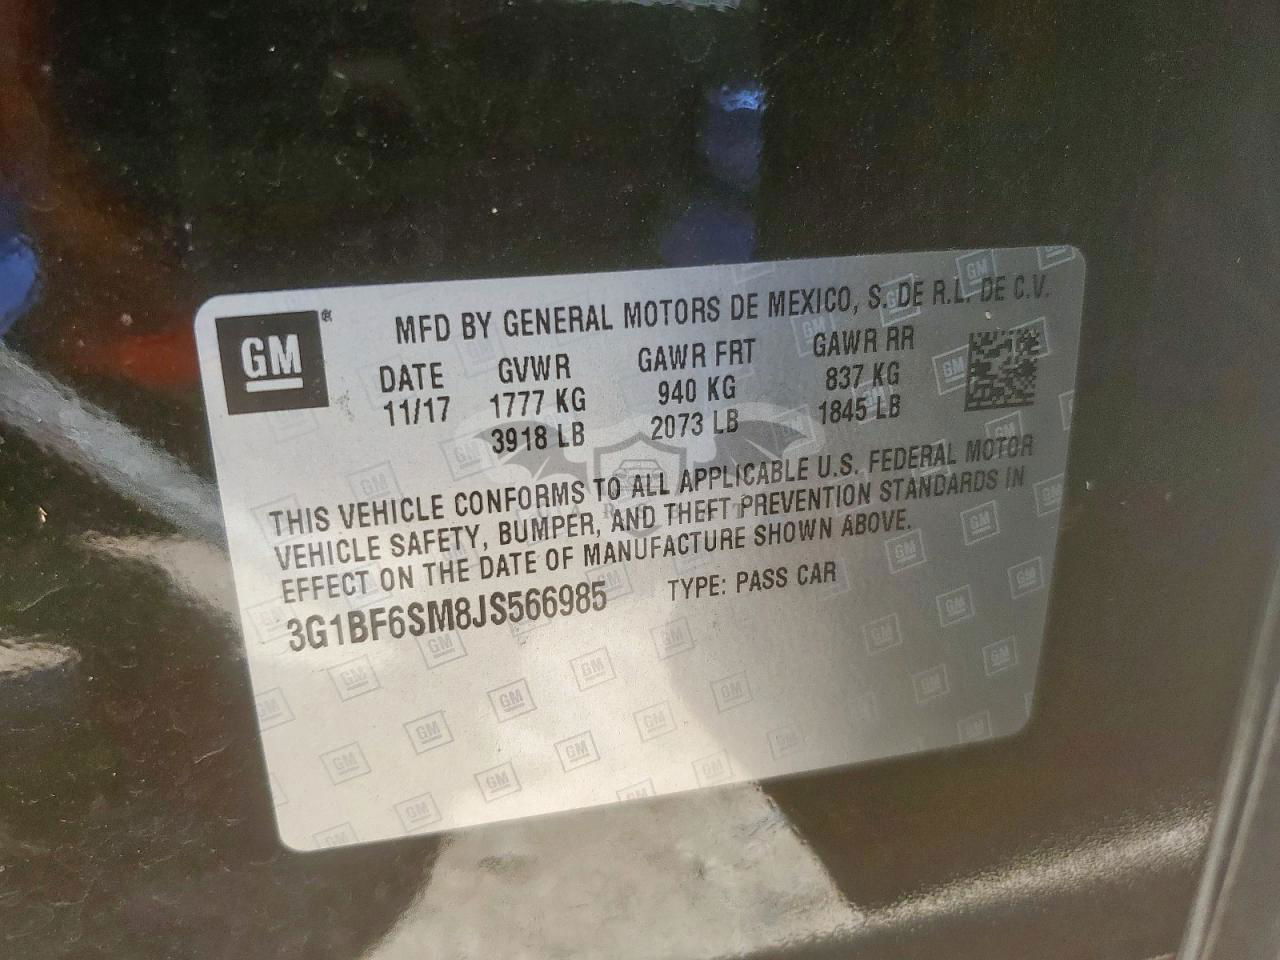 GM ®
MFD BY GENERAL MOTORS DE MEXICO, S. DE R.L. DE C.V.
DATE GVWR GAWR FRT GAWR RR
11/17 1777 KG 940 KG 837 KG
3918 LB 2073 LB 1845 LB
THIS VEHICLE CONFORMS TO ALL APPLICABLE U.S. FEDERAL MOTOR
VEHICLE SAFETY, BUMPER, AND THEFT PREVENTION STANDARDS IN
EFFECT ON THE DATE OF MANUFACTURE SHOWN ABOVE.
3G1BF6SM8JS566985 TYPE: PASS CAR